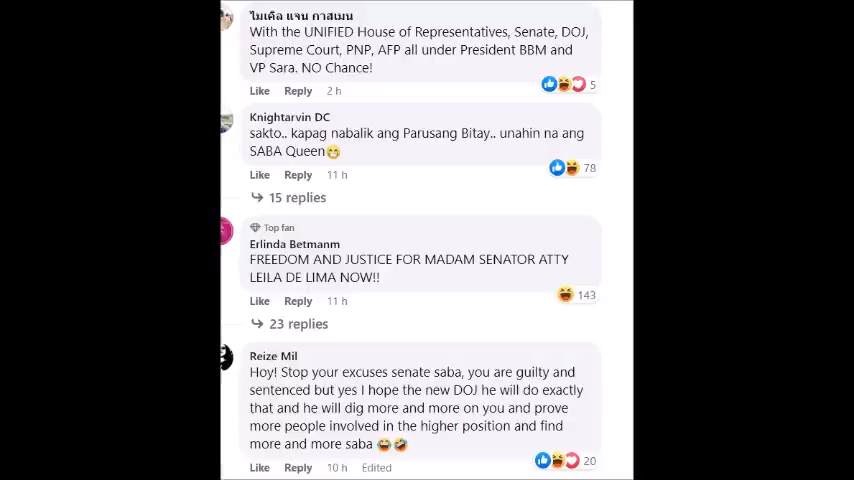 ไมเคิล แจน กาสเมน
With the UNIFIED House of Representatives, Senate, DOJ,
Supreme Court, PNP, AFP all under President BBM and
VP Sara. NO Chance!
5
Like Reply 2 h
Knightarvin DC
sakto.. kapag nabalik ang Parusang Bitay.. unahin na ang
SABA Queen😁
78
Like Reply 11 h
15 replies
Top fan
Erlinda Betmanm
FREEDOM AND JUSTICE FOR MADAM SENATOR ATTY
LEILA DE LIMA NOW!!
143
Like Reply 11 h
23 replies
Reize Mil
Hoy! Stop your excuses senate saba, you are guilty and
sentenced but yes I hope the new DOJ he will do exactly
that and he will dig more and more on you and prove
more people involved in the higher position and find
more and more saba 😂🤣
20
Like Reply 10 h Edited